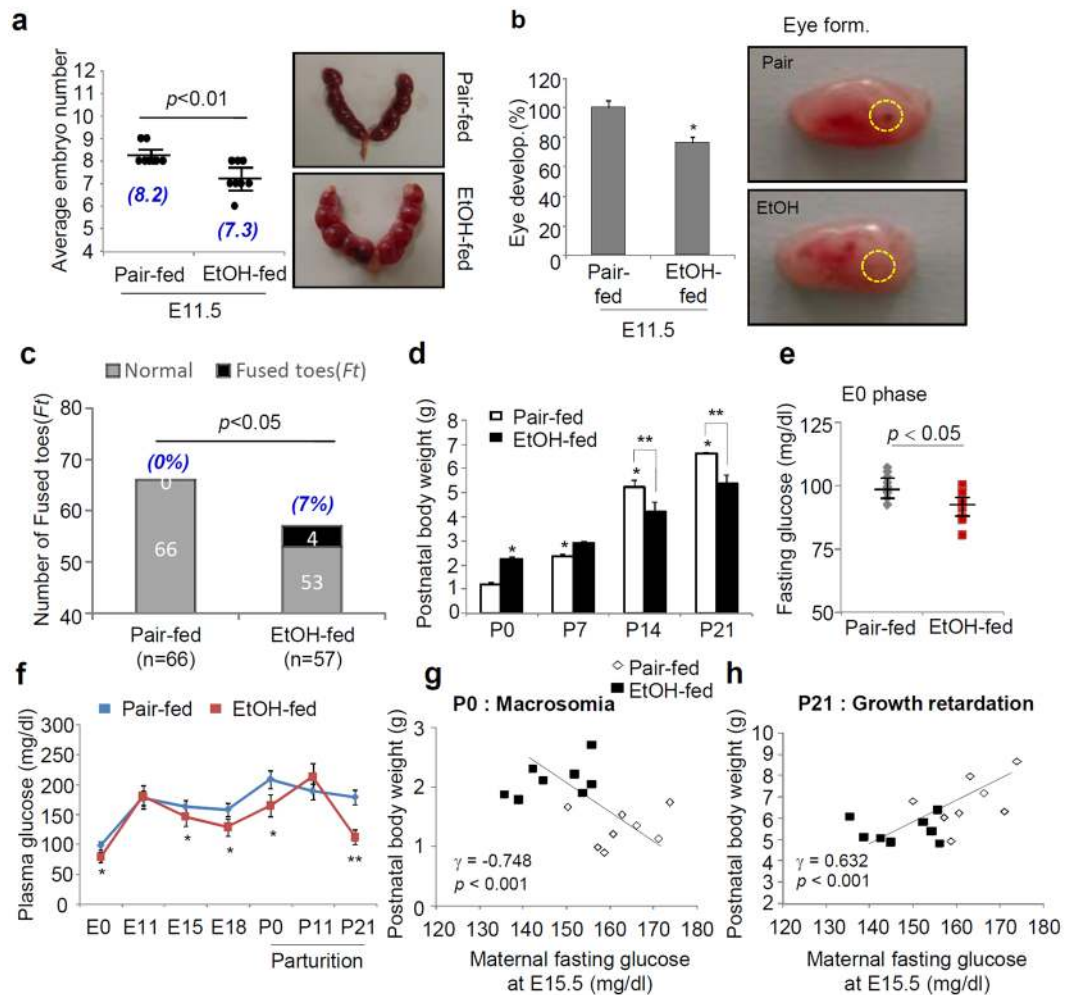 a
Average embryo number
12
11
10
9
8
7
6
5
4
p<0.01
(8.2)
(7.3)
Pair-fed
EtOH-fed
E11.5
Pair-fed
EtOH-fed
b
Eye form.
Eye develop.(%)
120
100
80
60
40
20
0
*
Pair-
fed
EtOH-
fed
E11.5
Pair
EtOH
c
Normal
Fused toes(Ft)
Number of Fused toes(Ft)
80
70
60
50
40
p<0.05
(0%)
(7%)
0
66
4
53
Pair-fed
(n=66)
EtOH-fed
(n=57)
d
Postnatal body weight (g)
8
7
6
5
4
3
2
1
0
Pair-fed
EtOH-fed
*
*
*
**
*
**
P0
P7
P14
P21
e
E0 phase
Fasting glucose (mg/dl)
125
100
75
50
p < 0.05
Pair-fed
EtOH-fed
f
Pair-fed
EtOH-fed
Plasma glucose (mg/dl)
300
250
200
150
100
50
0
*
*
*
*
**
E0
E11
E15
E18
P0
P11
P21
Parturition
g
Pair-fed
EtOH-fed
P0 : Macrosomia
Postnatal body weight (g)
3
2
1
0
γ = -0.748
p < 0.001
120 130 140 150 160 170 180
Maternal fasting glucose
at E15.5 (mg/dl)
h
P21 : Growth retardation
Postnatal body weight (g)
10
9
8
7
6
5
4
3
2
γ = 0.632
p < 0.001
120 130 140 150 160 170 180
Maternal fasting glucose
at E15.5 (mg/dl)